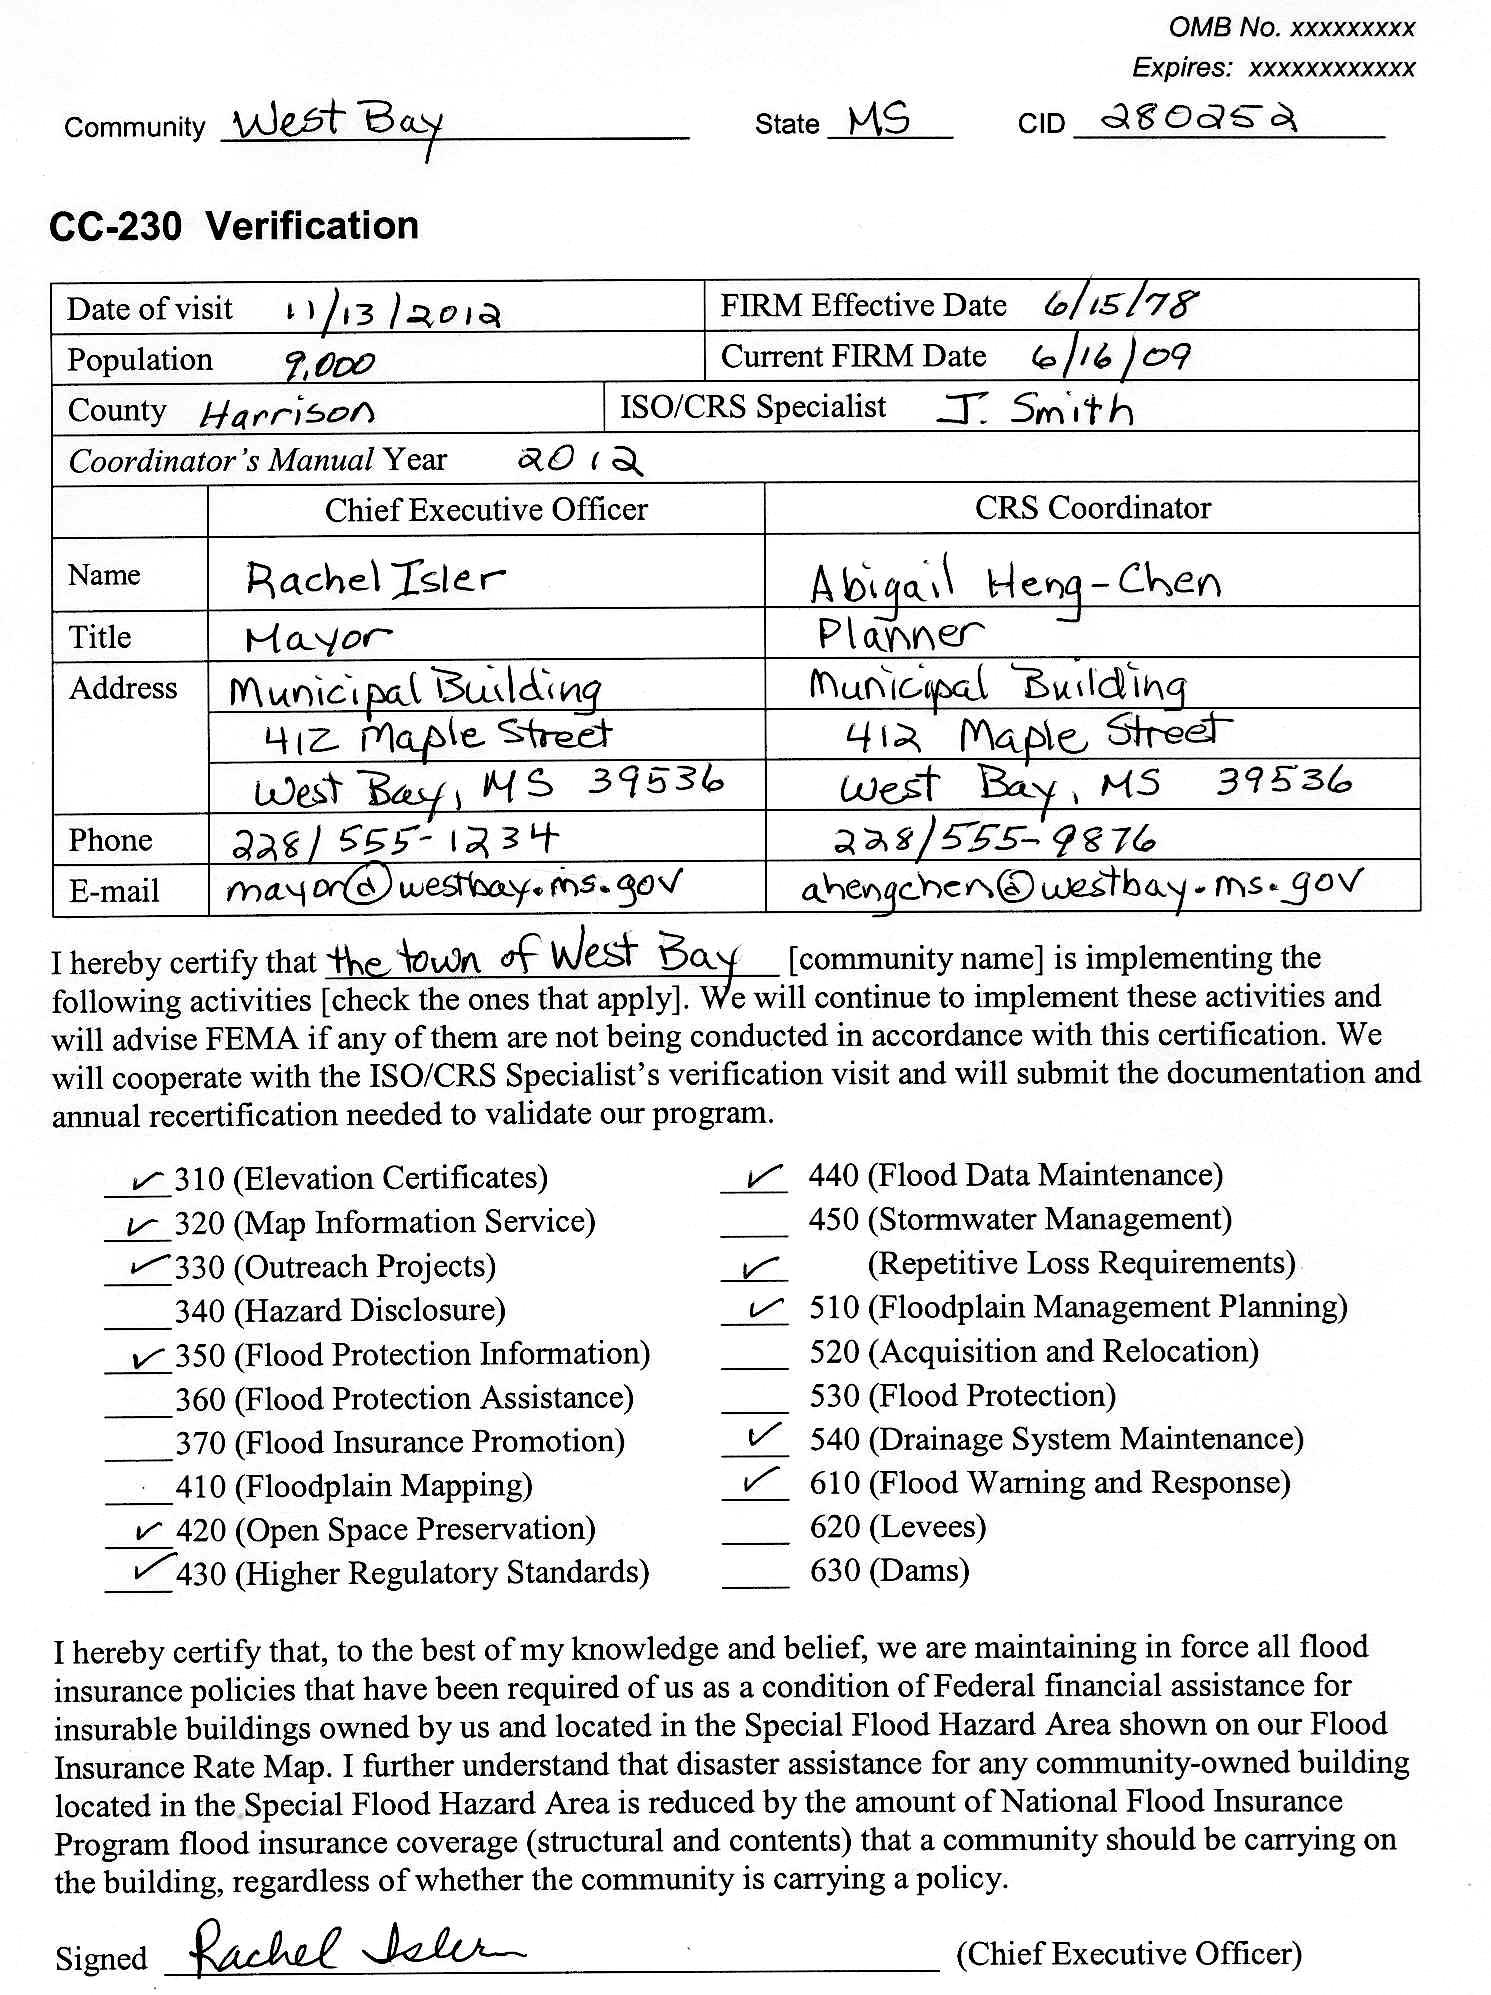 OMB No. xxxxxxxxx
Expires: xxxxxxxxxxxx
Community West Bay State MS CID 280252
CC-230 Verification
Date of visit 11/13/2012 FIRM Effective Date 6/15/78
Population 9,000 Current FIRM Date 6/16/09
County Harrison ISO/CRS Specialist J. Smith
Coordinator's Manual Year 2012
Chief Executive Officer CRS Coordinator
Name Rachel Isler Abigail Heng-Chen
Title Mayor Planner
Address Municipal Building Municipal Building
412 Maple Street 412 Maple Street
West Bay, MS 39536 West Bay, MS 39536
Phone 228/555-1234 228/555-9876
E-mail mayor@westbay.ms.gov ahengchen@westbay.ms.gov
I hereby certify that the town of West Bay [community name] is implementing the
following activities [check the ones that apply]. We will continue to implement these activities and
will advise FEMA if any of them are not being conducted in accordance with this certification. We
will cooperate with the ISO/CRS Specialist's verification visit and will submit the documentation and
annual recertification needed to validate our program.
✓ 310 (Elevation Certificates) ✓ 440 (Flood Data Maintenance)
✓ 320 (Map Information Service) 450 (Stormwater Management)
✓ 330 (Outreach Projects) ✓ (Repetitive Loss Requirements)
340 (Hazard Disclosure) ✓ 510 (Floodplain Management Planning)
✓ 350 (Flood Protection Information) 520 (Acquisition and Relocation)
360 (Flood Protection Assistance) 530 (Flood Protection)
370 (Flood Insurance Promotion) ✓ 540 (Drainage System Maintenance)
410 (Floodplain Mapping) ✓ 610 (Flood Warning and Response)
✓ 420 (Open Space Preservation) 620 (Levees)
✓ 430 (Higher Regulatory Standards) 630 (Dams)
I hereby certify that, to the best of my knowledge and belief, we are maintaining in force all flood
insurance policies that have been required of us as a condition of Federal financial assistance for
insurable buildings owned by us and located in the Special Flood Hazard Area shown on our Flood
Insurance Rate Map. I further understand that disaster assistance for any community-owned building
located in the Special Flood Hazard Area is reduced by the amount of National Flood Insurance
Program flood insurance coverage (structural and contents) that a community should be carrying on
the building, regardless of whether the community is carrying a policy.
Signed Rachel Isler (Chief Executive Officer)